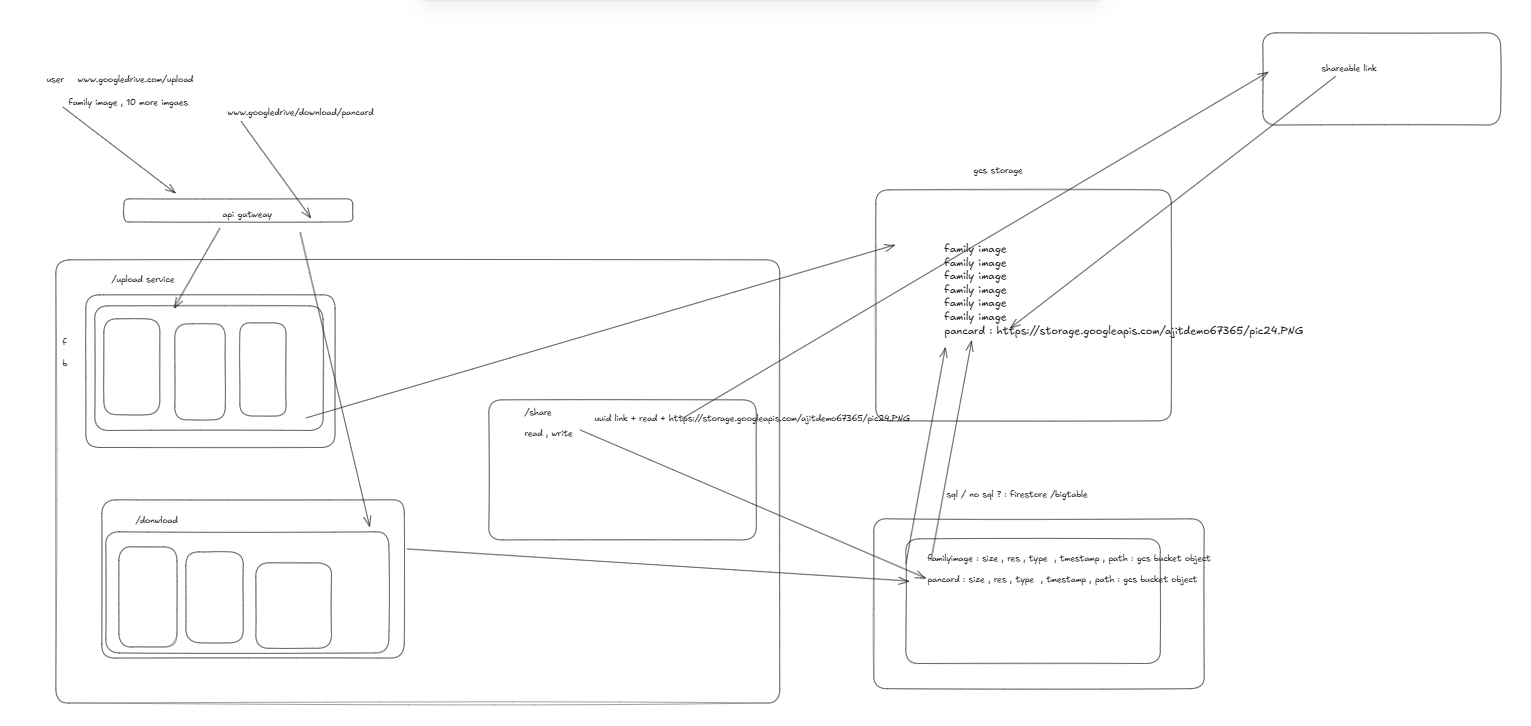 user www.googledrive.com/upload
family image , 10 more imgaes
www.googledrive/download/pancard
api gatweay
/upload service
f
b
/donwload
/share
uuid link + read + https://storage.googleapis.com/ajitdemo67365/pic24.PNG
read , write
gcs storage
family image
family image
family image
family image
family image
family image
pancard : https://storage.googleapis.com/ajitdemo67365/pic24.PNG
shareable link
sql / no sql ? : firestore /bigtable
familyimage : size , res , type , tmestamp , path : gcs bucket object
pancard : size , res , type , tmestamp , path : gcs bucket object